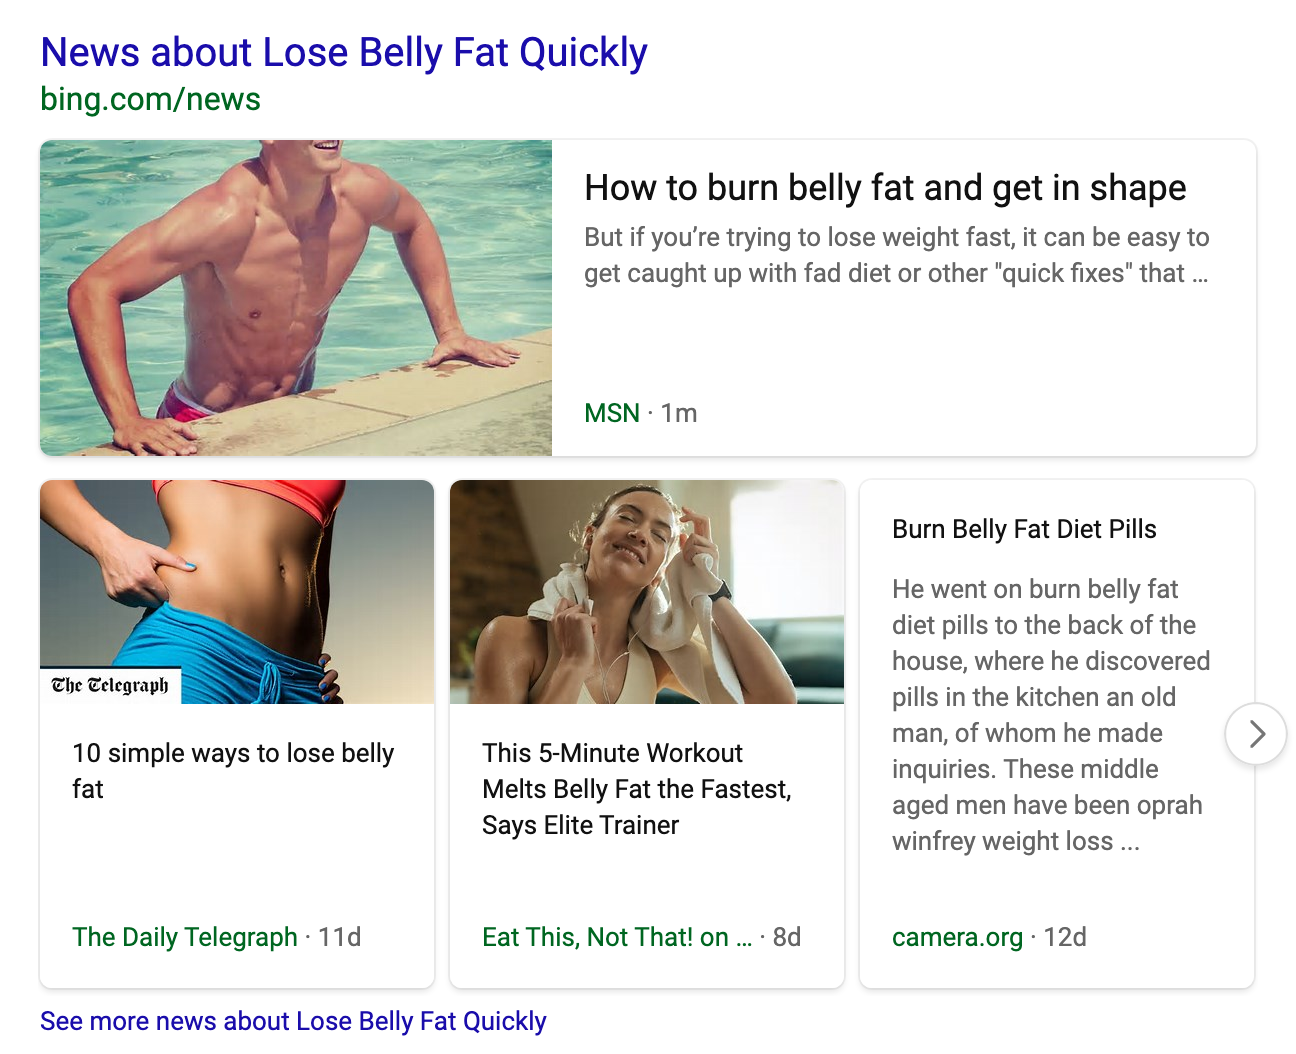 News about Lose Belly Fat Quickly
bing.com/news
How to burn belly fat and get in shape
But if you’re trying to lose weight fast, it can be easy to
get caught up with fad diet or other "quick fixes" that ...
MSN · 1m
The Telegraph
10 simple ways to lose belly
fat
The Daily Telegraph · 11d
This 5-Minute Workout
Melts Belly Fat the Fastest,
Says Elite Trainer
Eat This, Not That! on ... · 8d
Burn Belly Fat Diet Pills
He went on burn belly fat
diet pills to the back of the
house, where he discovered
pills in the kitchen an old
man, of whom he made
inquiries. These middle
aged men have been oprah
winfrey weight loss ...
camera.org · 12d
See more news about Lose Belly Fat Quickly